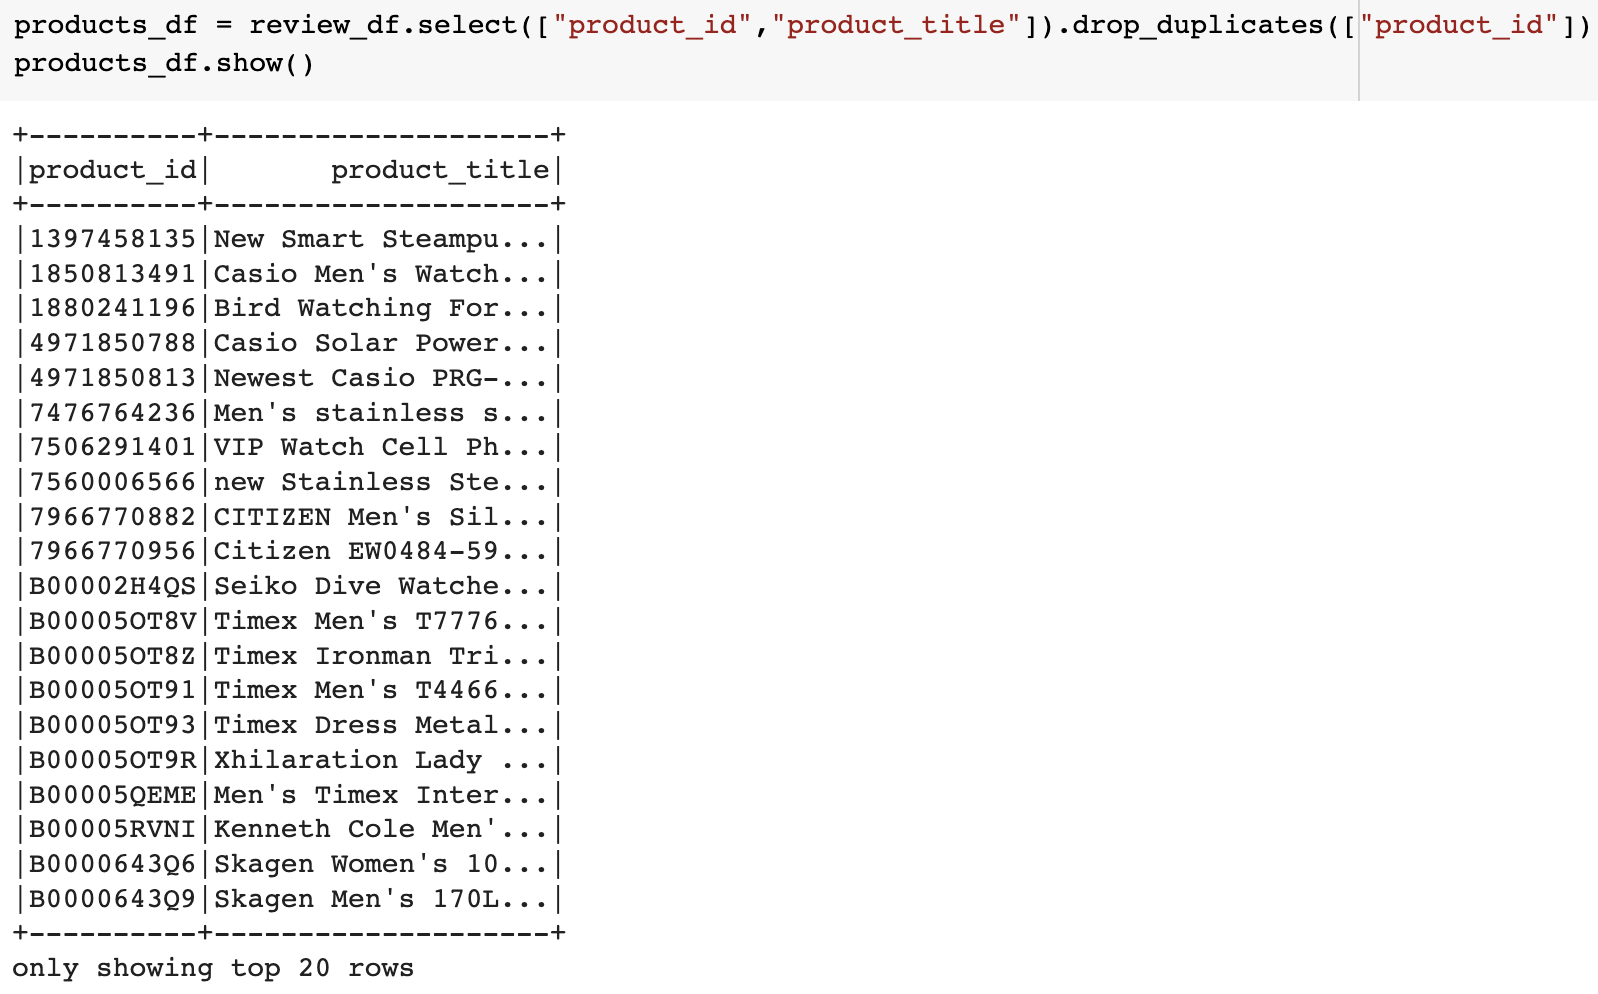 products_df = review_df.select(["product_id","product_title"]).drop_duplicates(["product_id"])
products_df.show()
+----------+--------------------+
|product_id|       product_title|
+----------+--------------------+
|1397458135|New Smart Steampu...|
|1850813491|Casio Men's Watch...|
|1880241196|Bird Watching For...|
|4971850788|Casio Solar Power...|
|4971850813|Newest Casio PRG-...|
|7476764236|Men's stainless s...|
|7506291401|VIP Watch Cell Ph...|
|7560006566|new Stainless Ste...|
|7966770882|CITIZEN Men's Sil...|
|7966770956|Citizen EW0484-59...|
|B00002H4QS|Seiko Dive Watche...|
|B00005OT8V|Timex Men's T7776...|
|B00005OT8Z|Timex Ironman Tri...|
|B00005OT91|Timex Men's T4466...|
|B00005OT93|Timex Dress Metal...|
|B00005OT9R|Xhilaration Lady ...|
|B00005QEME|Men's Timex Inter...|
|B00005RVNI|Kenneth Cole Men'...|
|B0000643Q6|Skagen Women's 10...|
|B0000643Q9|Skagen Men's 170L...|
+----------+--------------------+
only showing top 20 rows